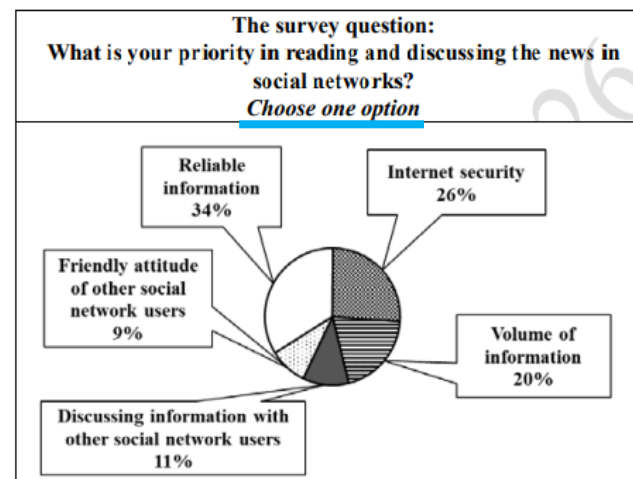 The survey question:
What is your priority in reading and discussing the news in
social networks?
Choose one option
Reliable
information
34%
Internet security
26%
Friendly attitude
of other social
network users
9%
Volume of
information
20%
Discussing information with
other social network users
11%
26